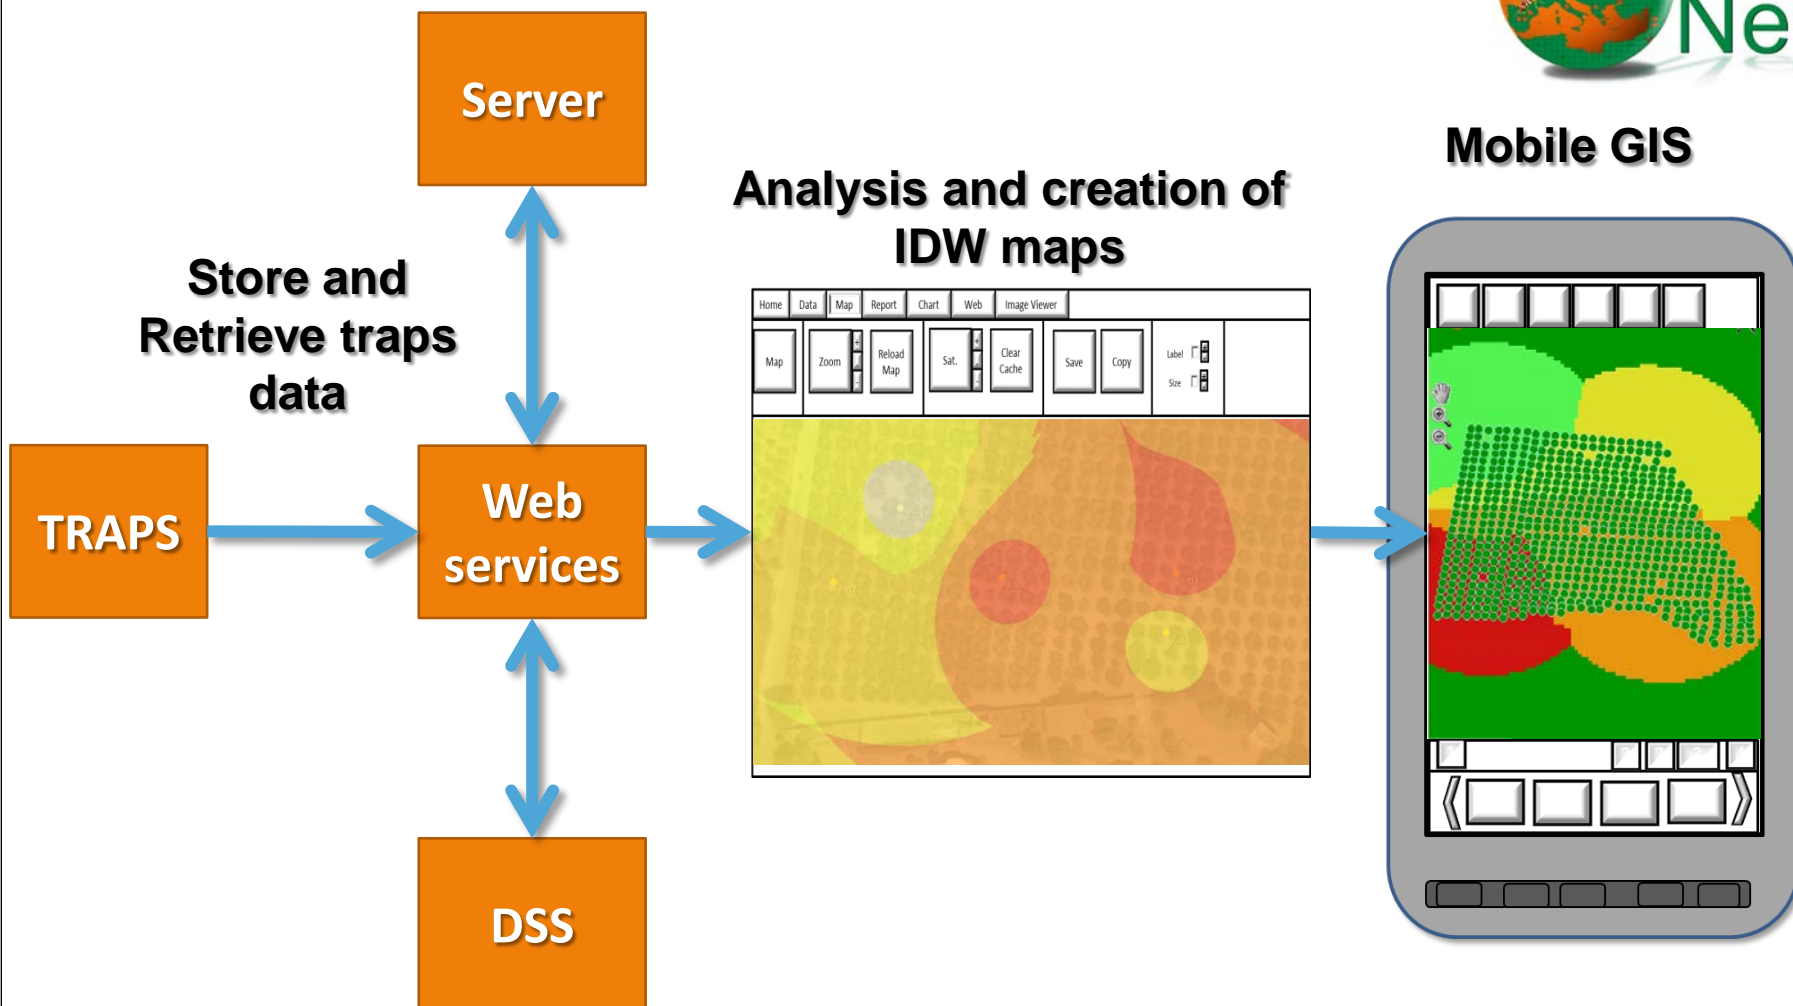 Ne
Server
Mobile GIS
Analysis and creation of
IDW maps
Store and
Retrieve traps
data
Home Data Map Report Chart Web Image Viewer
Map Zoom + - Reload
Map Sat. + - Clear
Cache Save Copy Label
Size
TRAPS
Web
services
DSS